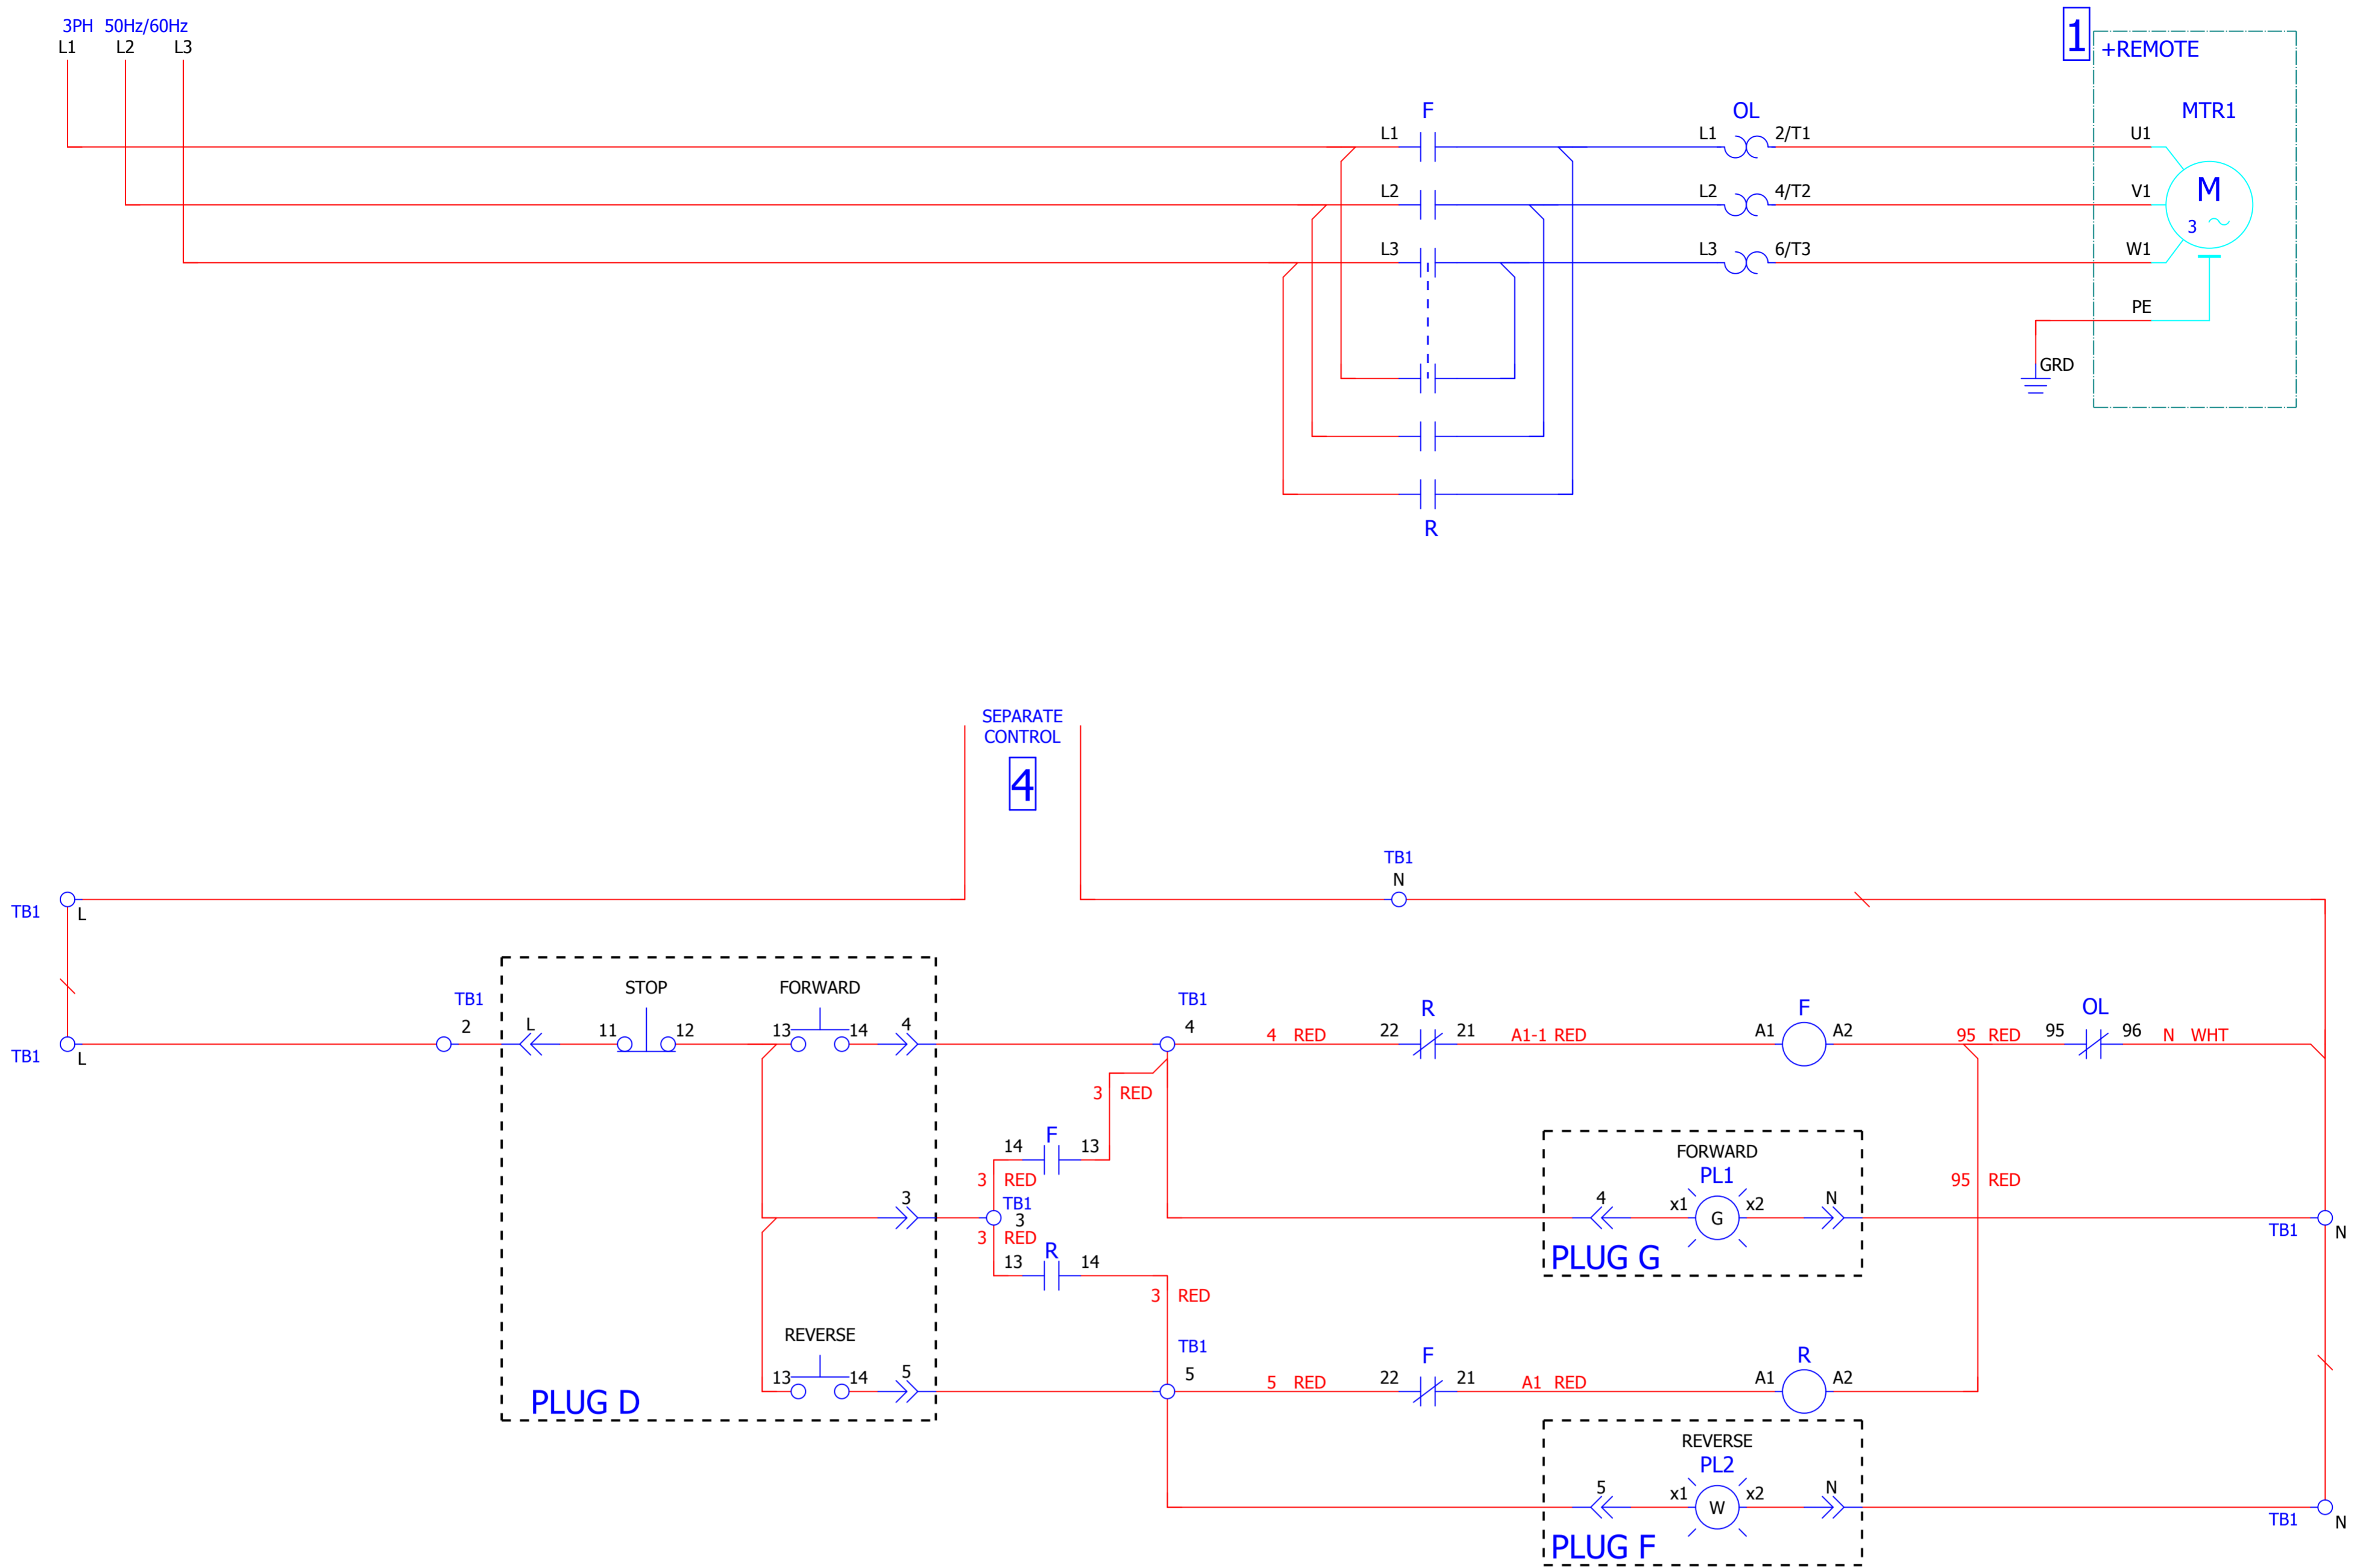 3PH 50Hz/60Hz
L1 L2 L3
1
+REMOTE
F OL MTR1
L1 L1 2/T1 U1
L2 L2 4/T2 V1
M
3
L3 L3 6/T3 W1
PE
GRD
R
SEPARATE
CONTROL
4
TB1
N
TB1 L
STOP FORWARD
TB1
2
L 11 12 13 14 4
TB1
4
R
F
OL
4 RED 22 21 A1-1 RED A1 A2 95 RED 95 96 N WHT
TB1 L
3 RED
F
14 13
3 RED
TB1
3
3 RED
R
13 14
3 RED
3
FORWARD
PL1
4 x1 G x2 N
PLUG G
95 RED
TB1 N
REVERSE
13 14 5
PLUG D
TB1
5
F
R
5 RED 22 21 A1 RED A1 A2
REVERSE
PL2
5 x1 W x2 N
PLUG F
TB1 N